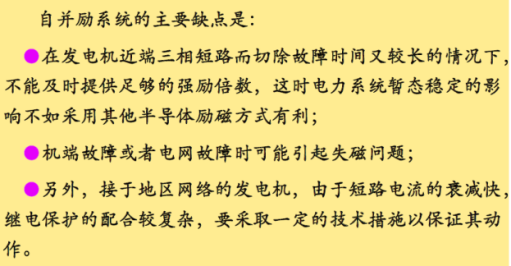 自并励系统的主要缺点是:
●在发电机近端三相短路而切除故障时间又较长的情况下,
不能及时提供足够的强励倍数，这时电力系统暂态稳定的影
响不如采用其他半导体励磁方式有利;
●机端故障或者电网故障时可能引起失磁问题;
●另外，接于地区网络的发电机，由于短路电流的衰减快，
继电保护的配合较复杂，要采取一定的技术措施以保证其动
作。